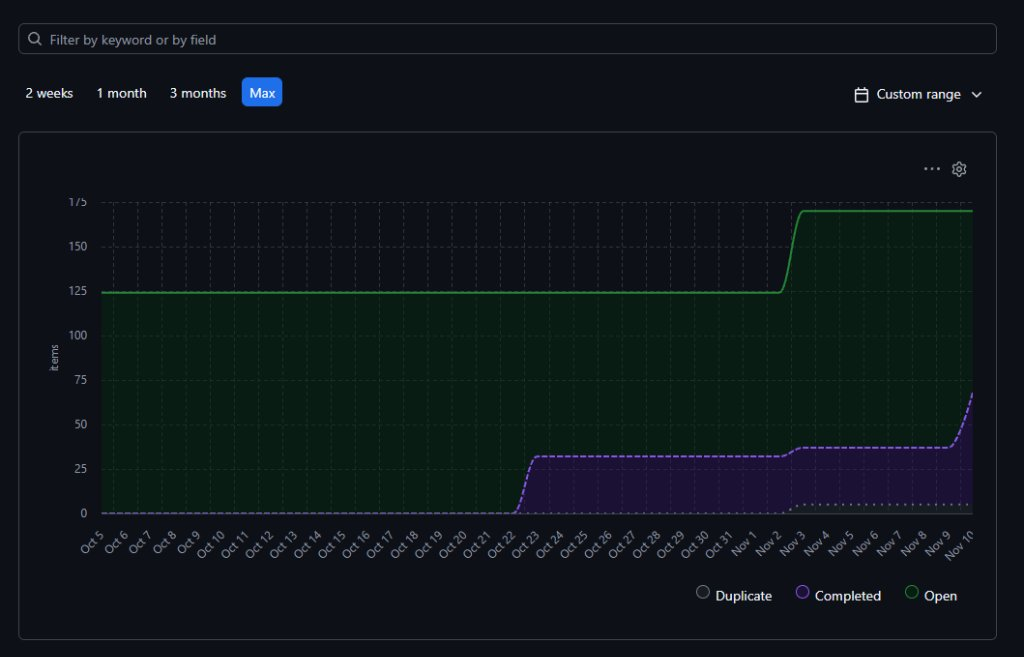 Filter by keyword or by field
2 weeks 1 month 3 months Max Custom range
175
150
125
100
75
50
25
0
items
Oct 5 Oct 6 Oct 7 Oct 8 Oct 9 Oct 10 Oct 11 Oct 12 Oct 13 Oct 14 Oct 15 Oct 16 Oct 17 Oct 18 Oct 19 Oct 20 Oct 21 Oct 22 Oct 23 Oct 24 Oct 25 Oct 26 Oct 27 Oct 28 Oct 29 Oct 30 Oct 31 Nov 1 Nov 2 Nov 3 Nov 4 Nov 5 Nov 6 Nov 7 Nov 8 Nov 9 Nov 10
Duplicate Completed Open